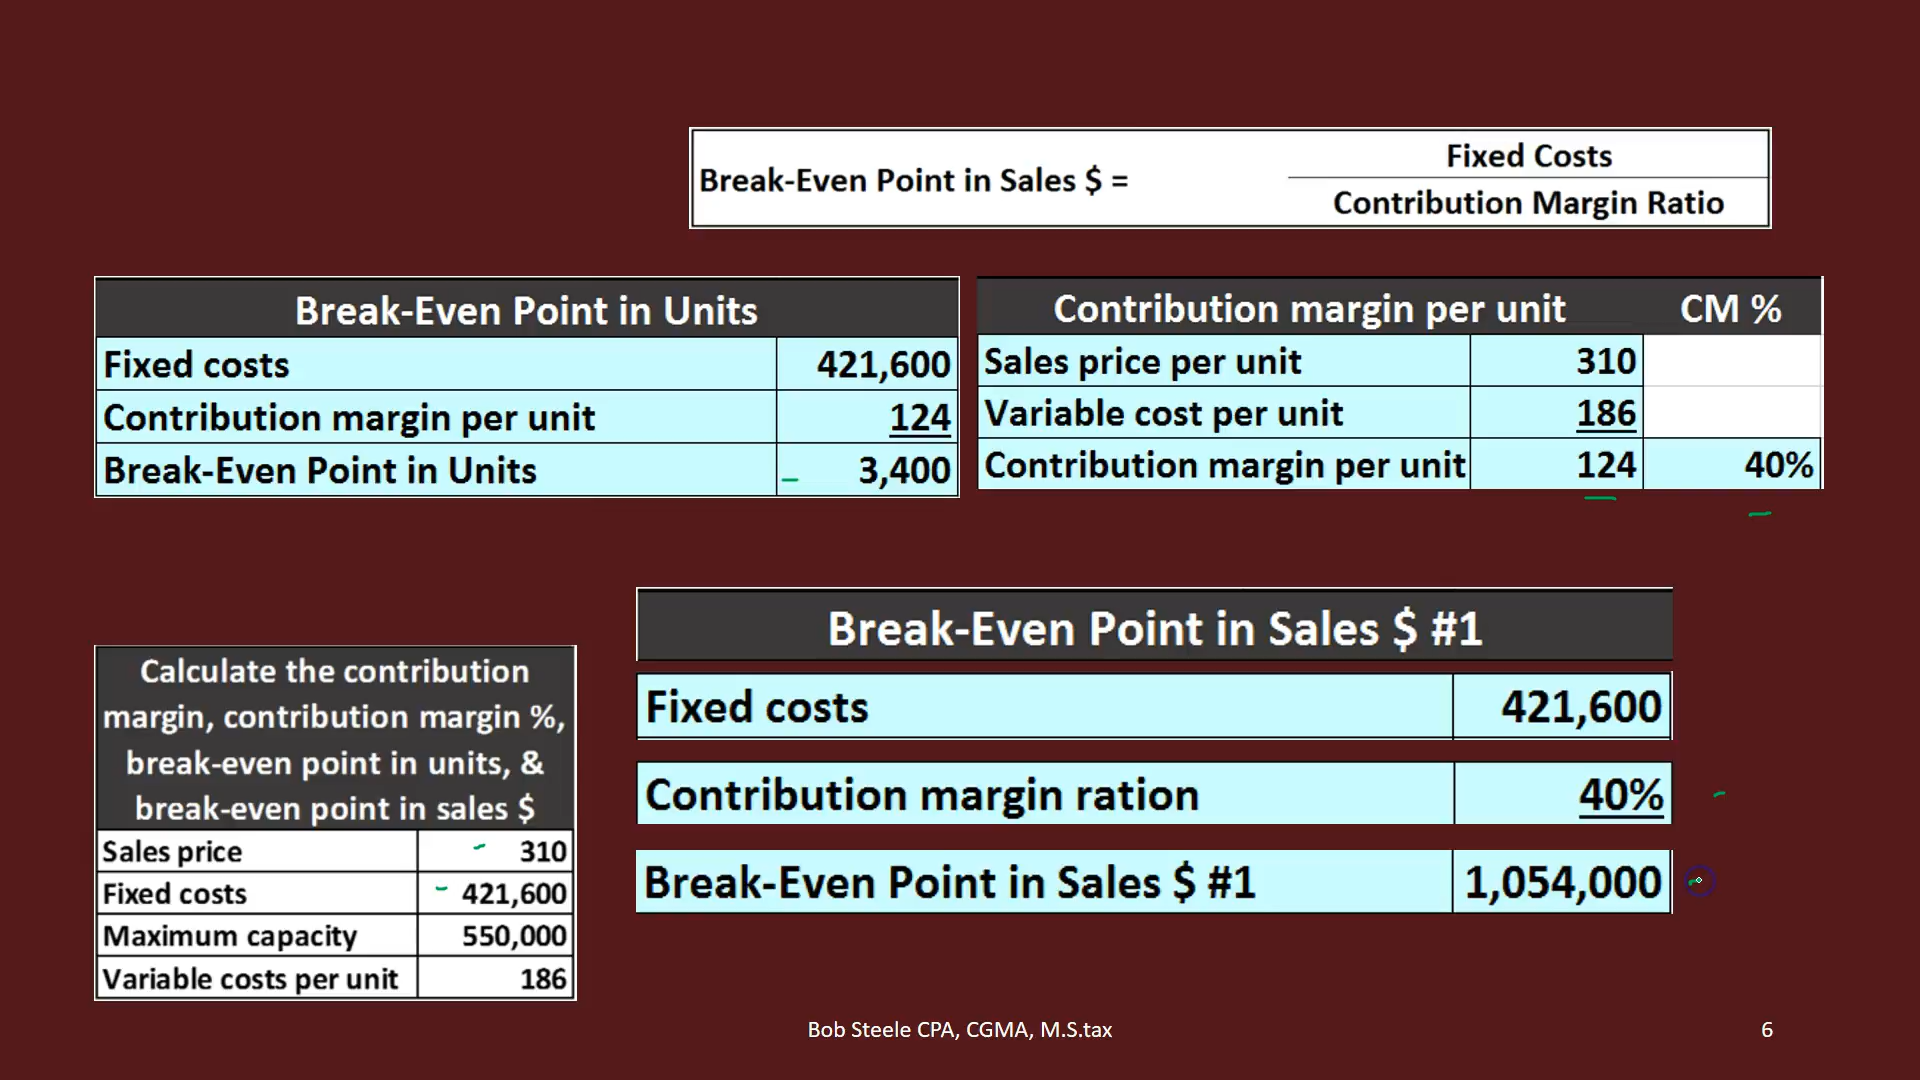 Break-Even Point in Sales $ =
Fixed Costs
Contribution Margin Ratio
Break-Even Point in Units
Fixed costs 421,600
Contribution margin per unit 124
Break-Even Point in Units 3,400
Contribution margin per unit CM %
Sales price per unit 310
Variable cost per unit 186
Contribution margin per unit 124 40%
Calculate the contribution
margin, contribution margin %,
break-even point in units, &
break-even point in sales $
Sales price 310
Fixed costs 421,600
Maximum capacity 550,000
Variable costs per unit 186
Break-Even Point in Sales $ #1
Fixed costs 421,600
Contribution margin ration 40%
Break-Even Point in Sales $ #1 1,054,000
Bob Steele CPA, CGMA, M.S.tax
6